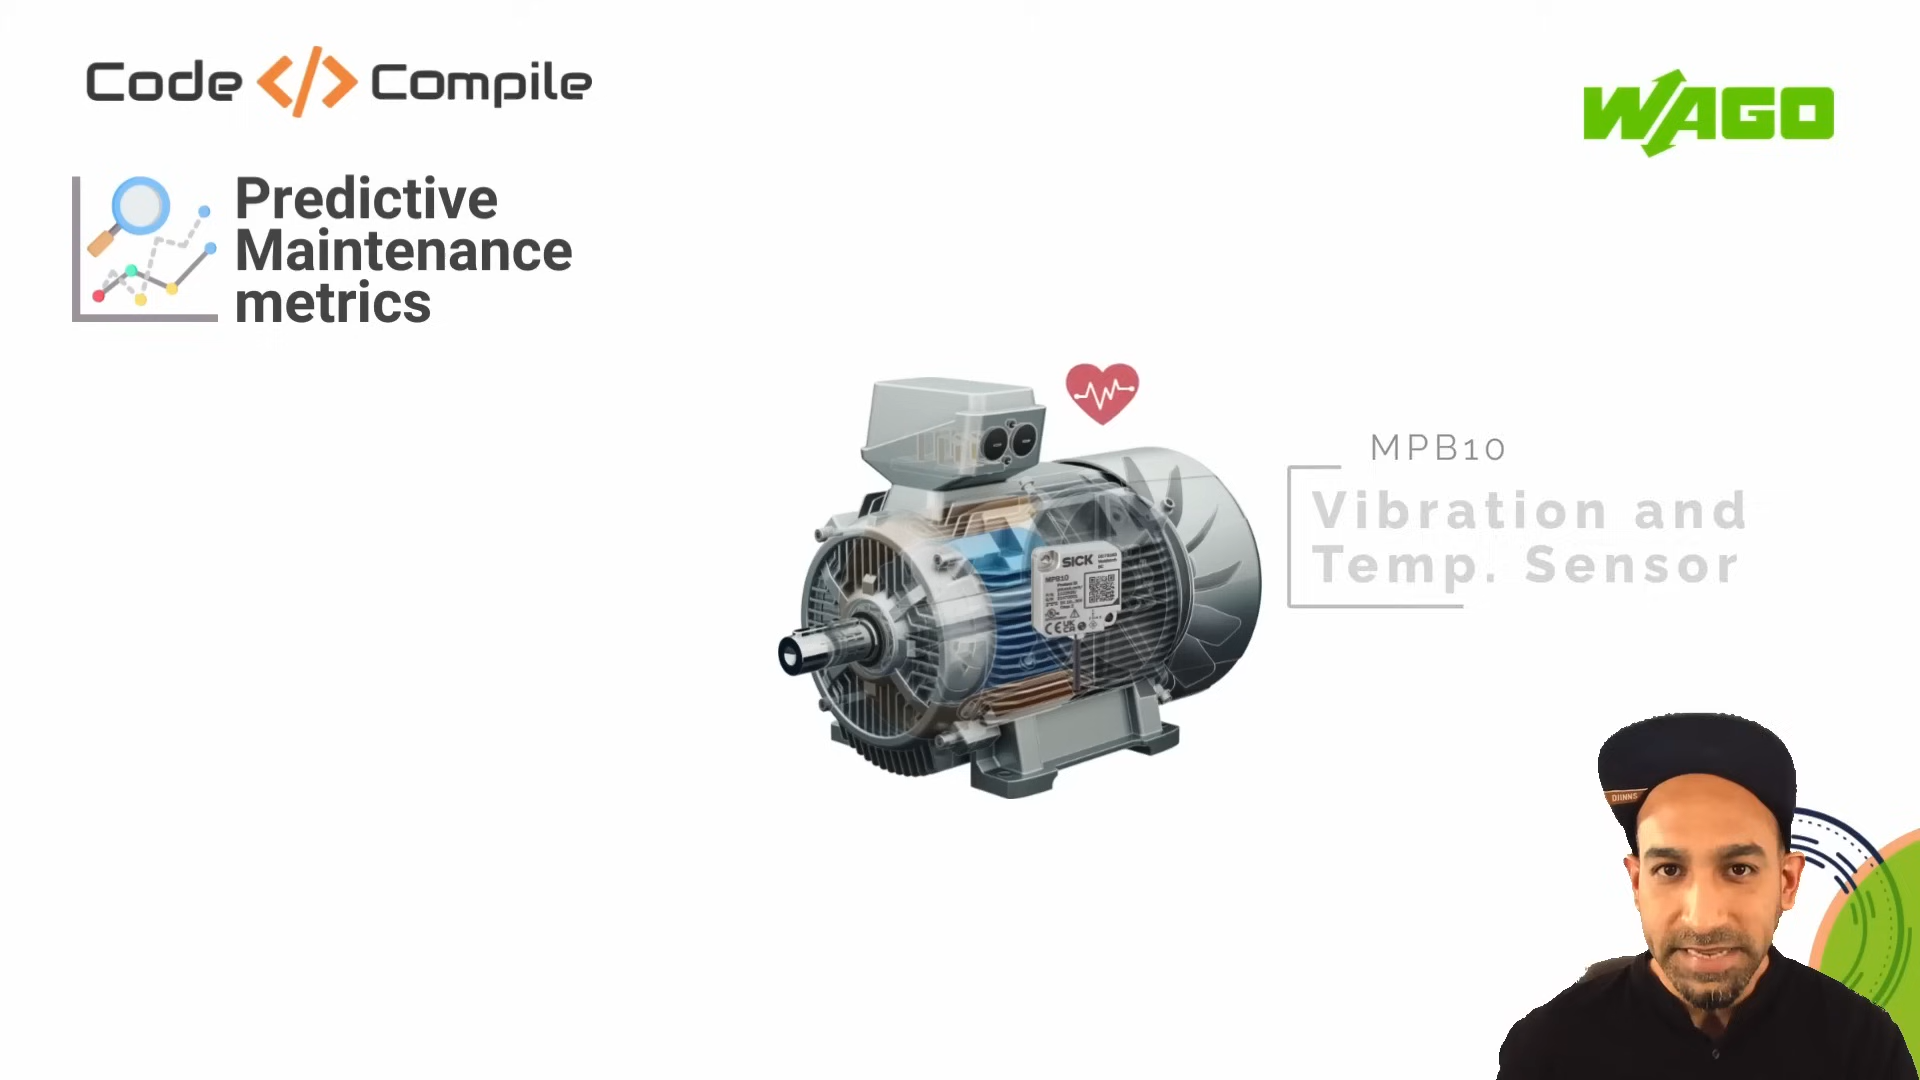 Code </> Compile
WAGO
Predictive
Maintenance
metrics
MPB10
Vibration and
Temp. Sensor
SICK
MPB10